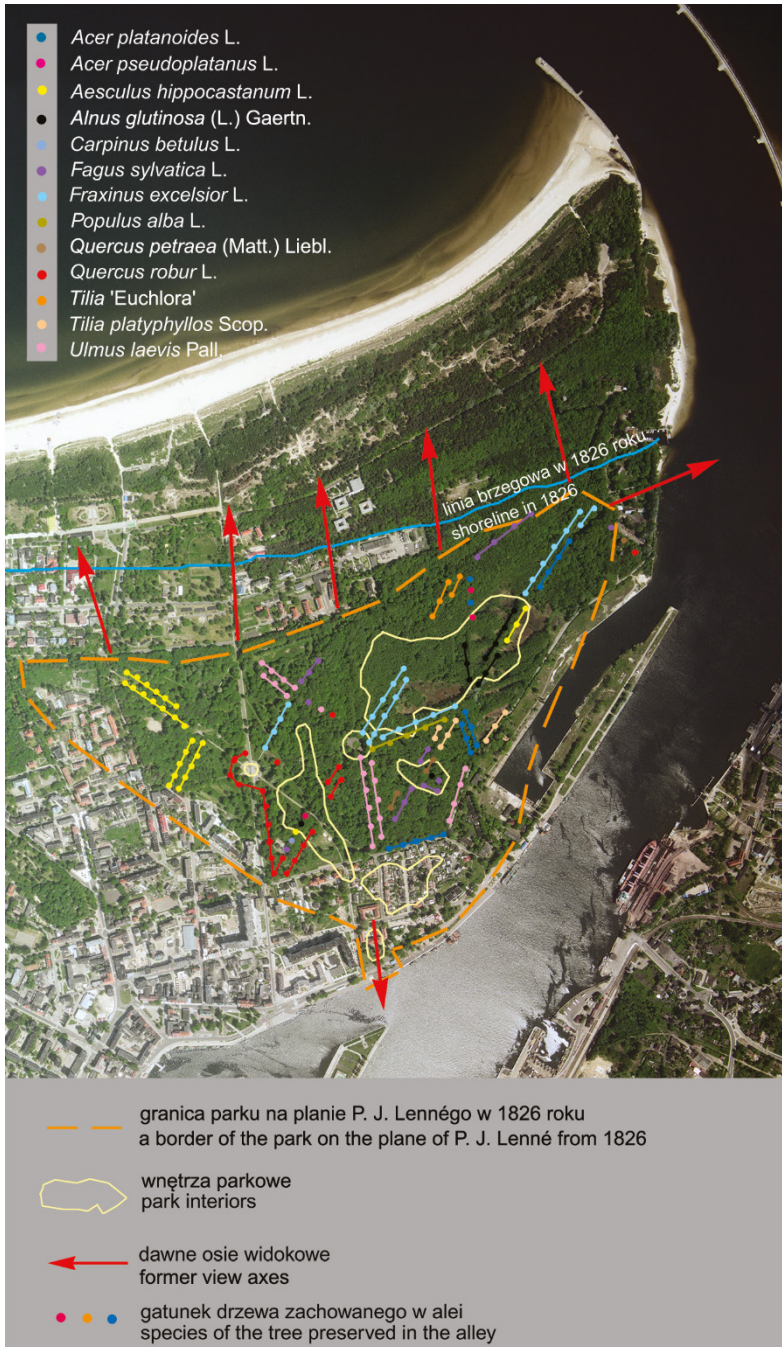 Acer platanoides L.
Acer pseudoplatanus L.
Aesculus hippocastanum L.
Alnus glutinosa (L.) Gaertn.
Carpinus betulus L.
Fagus sylvatica L.
Fraxinus excelsior L.
Populus alba L.
Quercus petraea (Matt.) Liebl.
Quercus robur L.
Tilia 'Euchlora'
Tilia platyphyllos Scop.
Ulmus laevis Pall.
linia brzegowa w 1826 roku
shoreline in 1826
granica parku na planie P. J. Lennégo w 1826 roku
a border of the park on the plane of P. J. Lenné from 1826
wnętrza parkowe
park interiors
dawne osie widokowe
former view axes
gatunek drzewa zachowanego w alei
species of the tree preserved in the alley